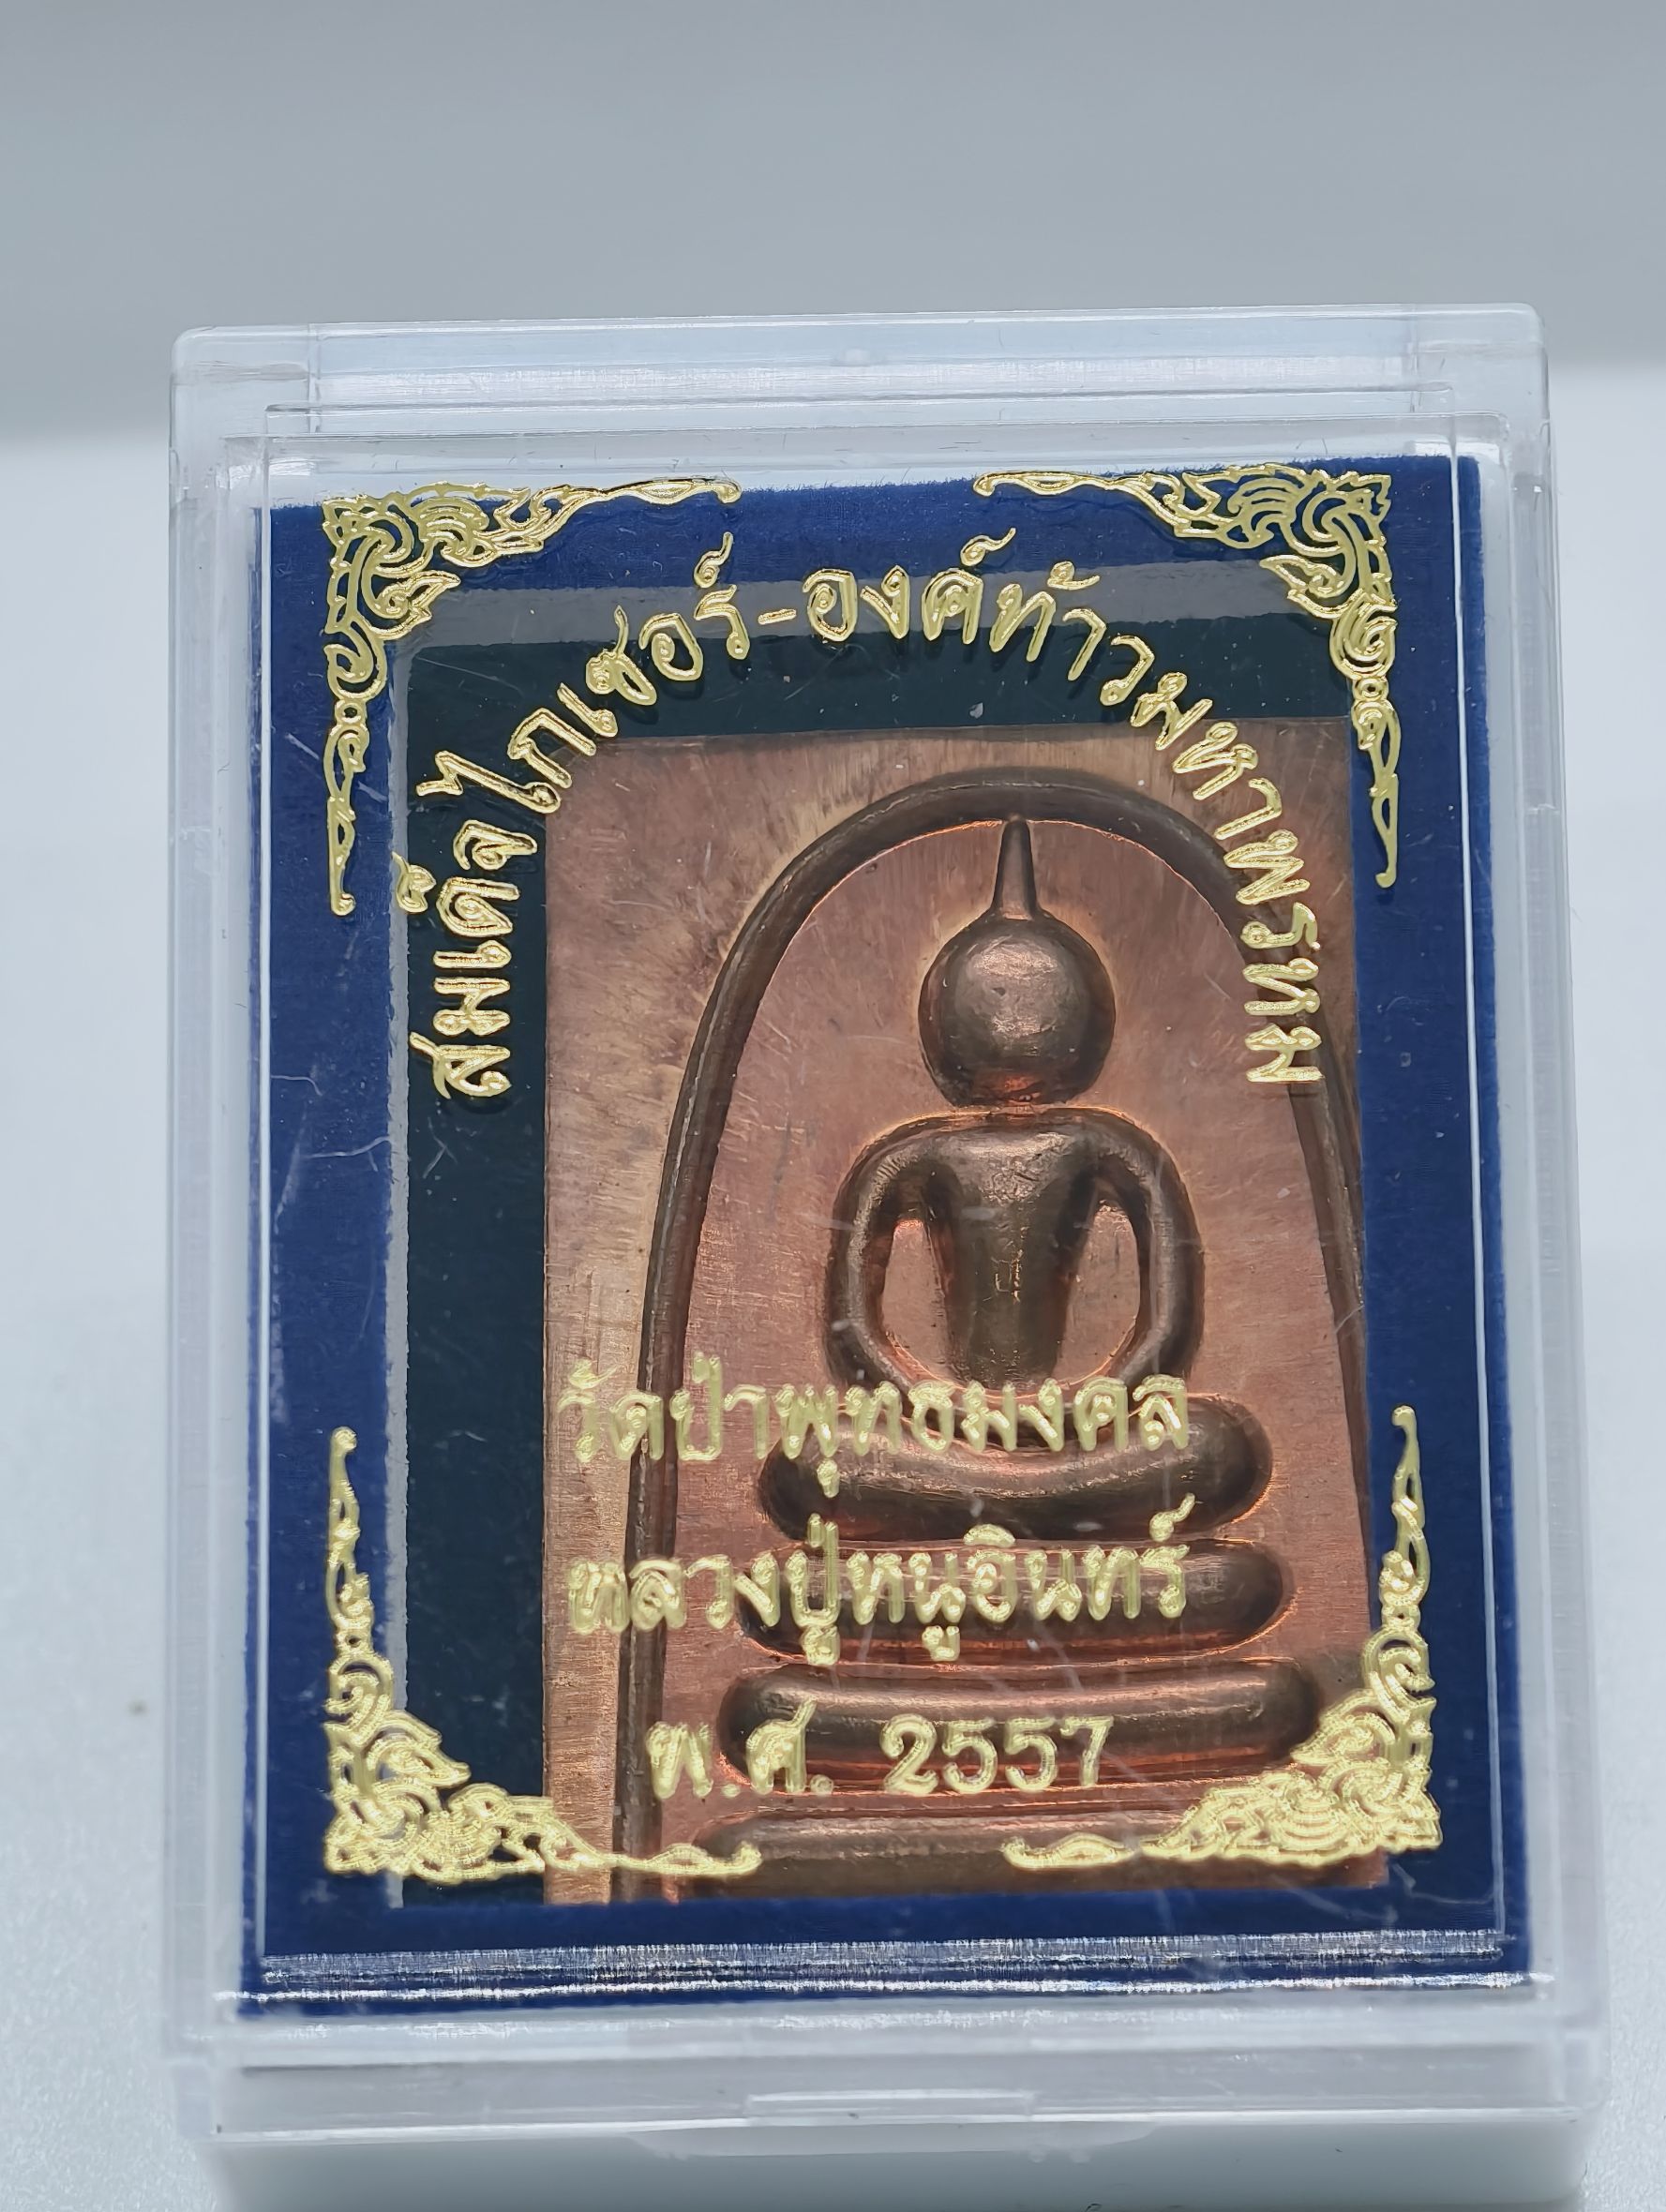 สมเด็จไกเซอร์-องค์ท้าวมหาพรหม
วัดป่าพุทธมงคล
หลวงปู่หนูอินทร์
พ.ศ. 2557